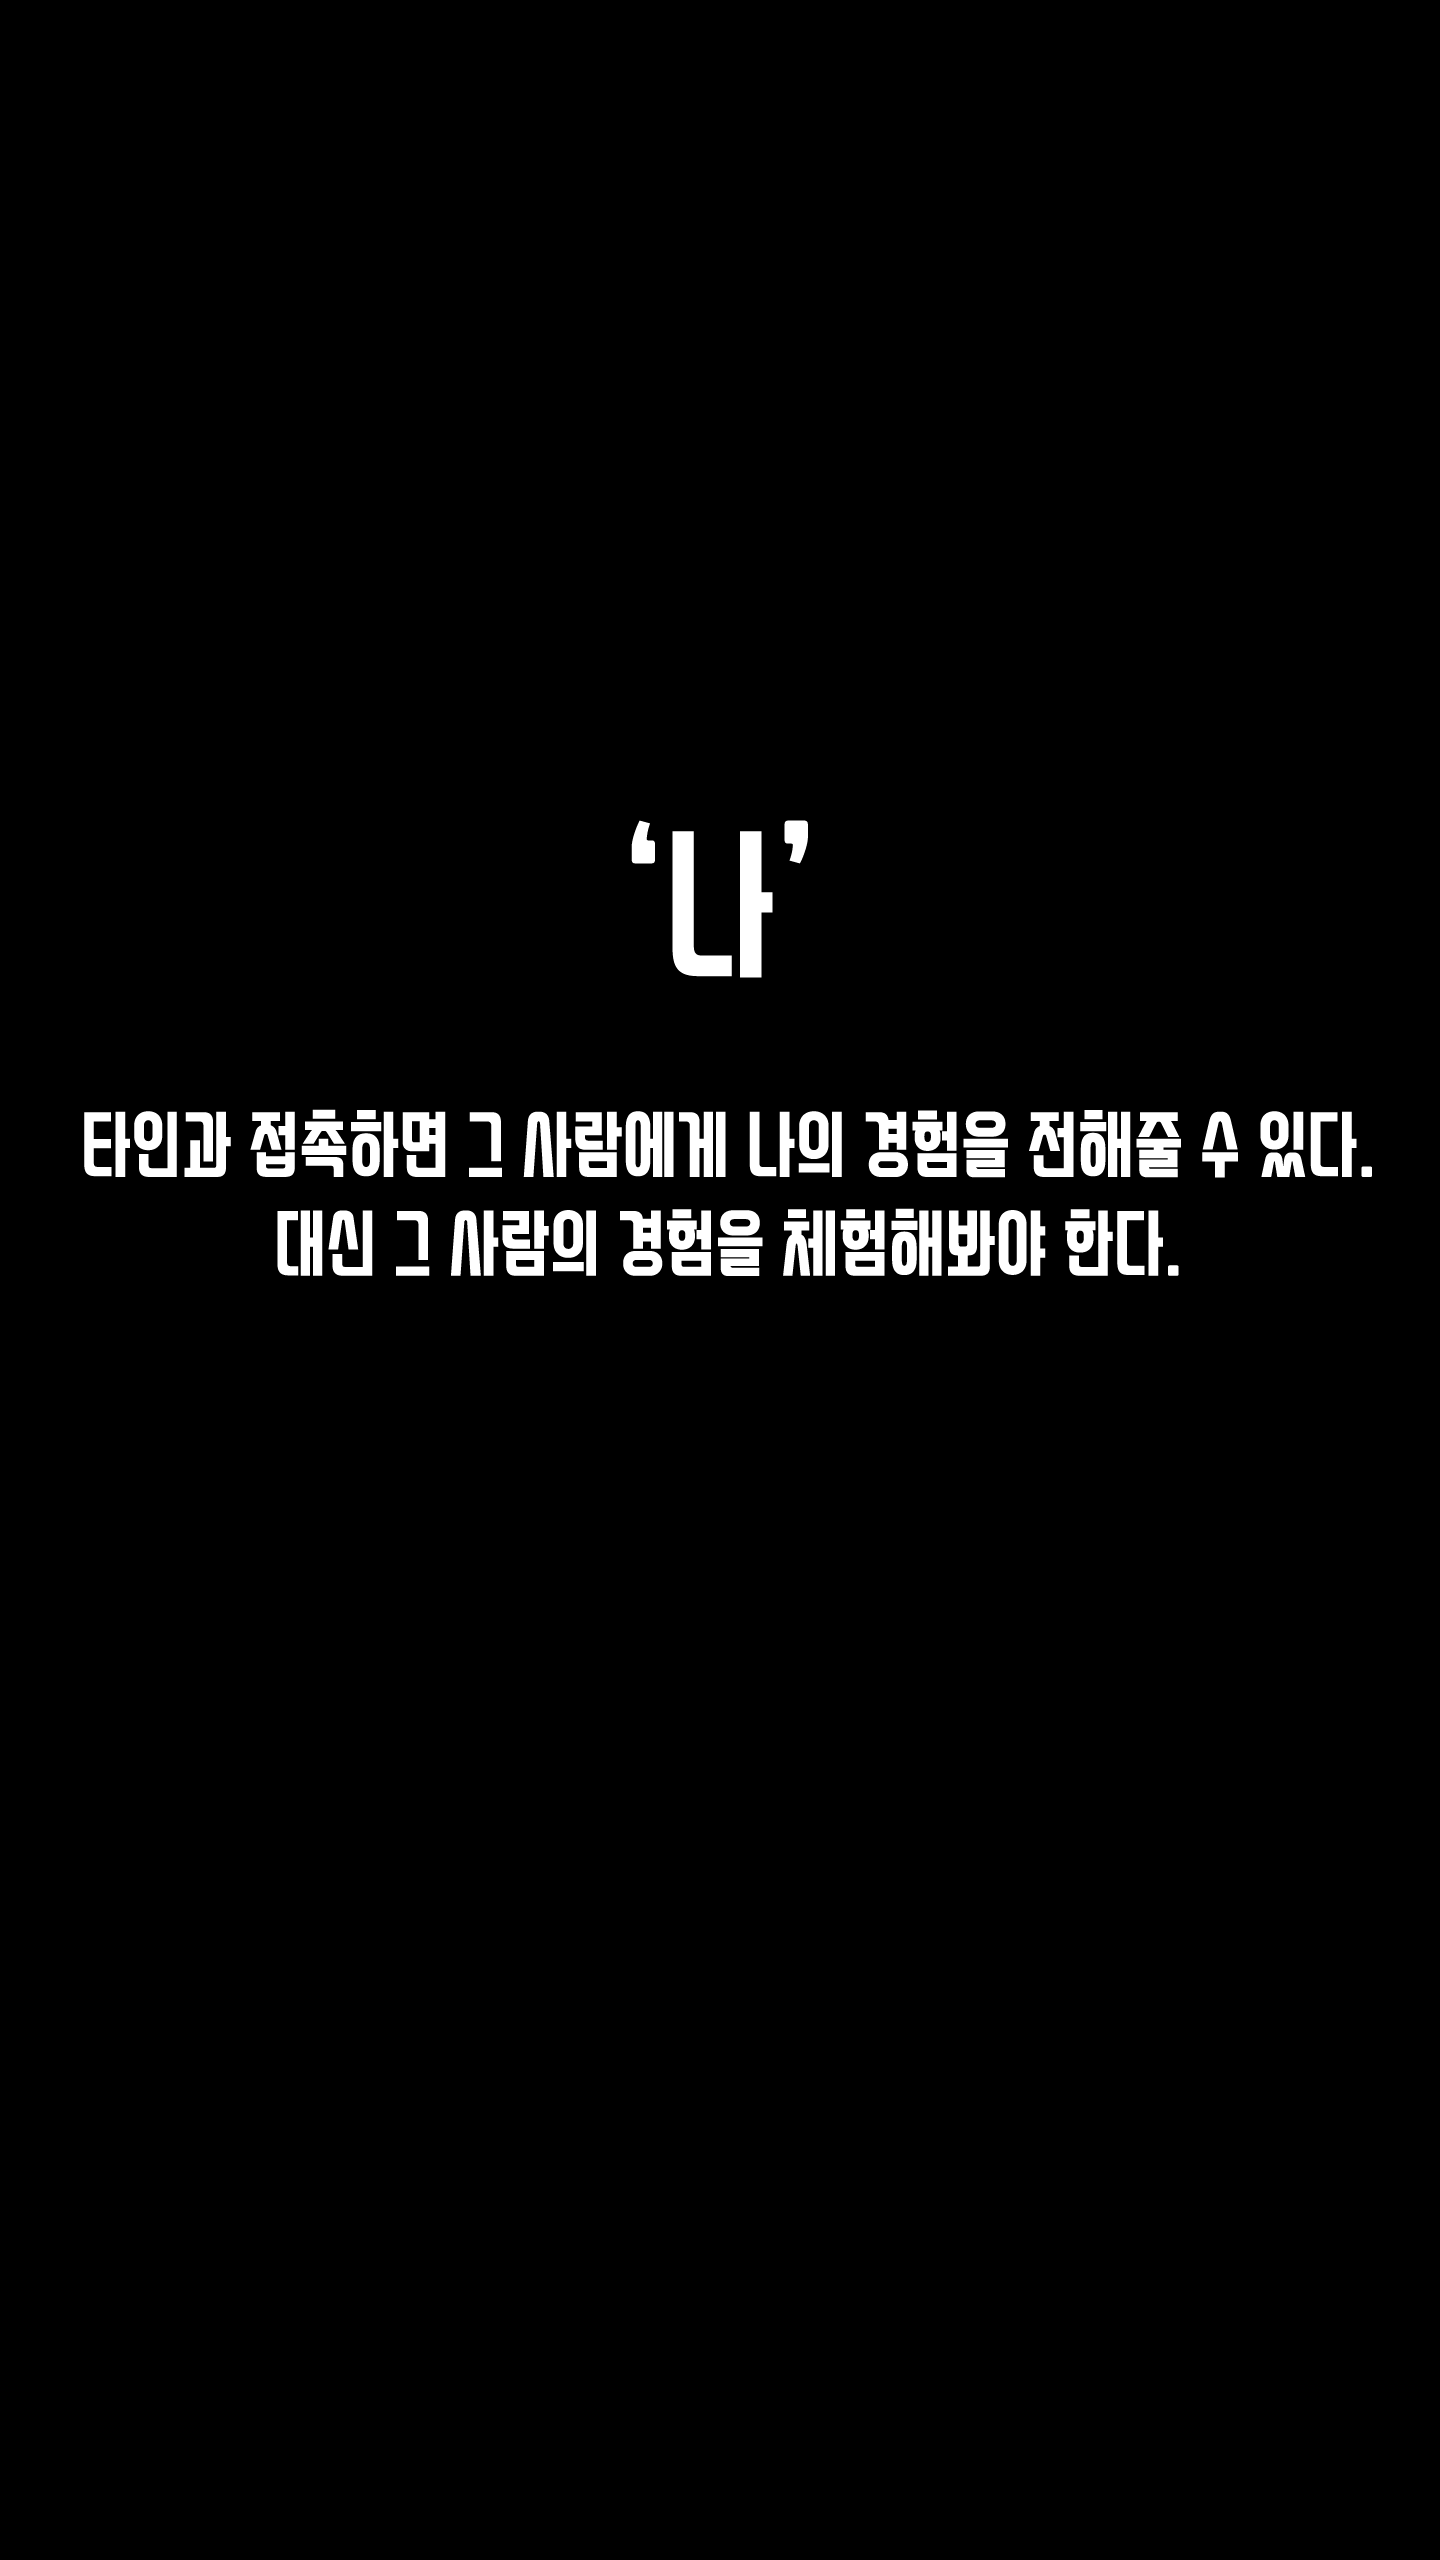 ‘나’
타인과 접촉하면 그 사람에게 나의 경험을 전해줄 수 있다.
대신 그 사람의 경험을 체험해봐야 한다.